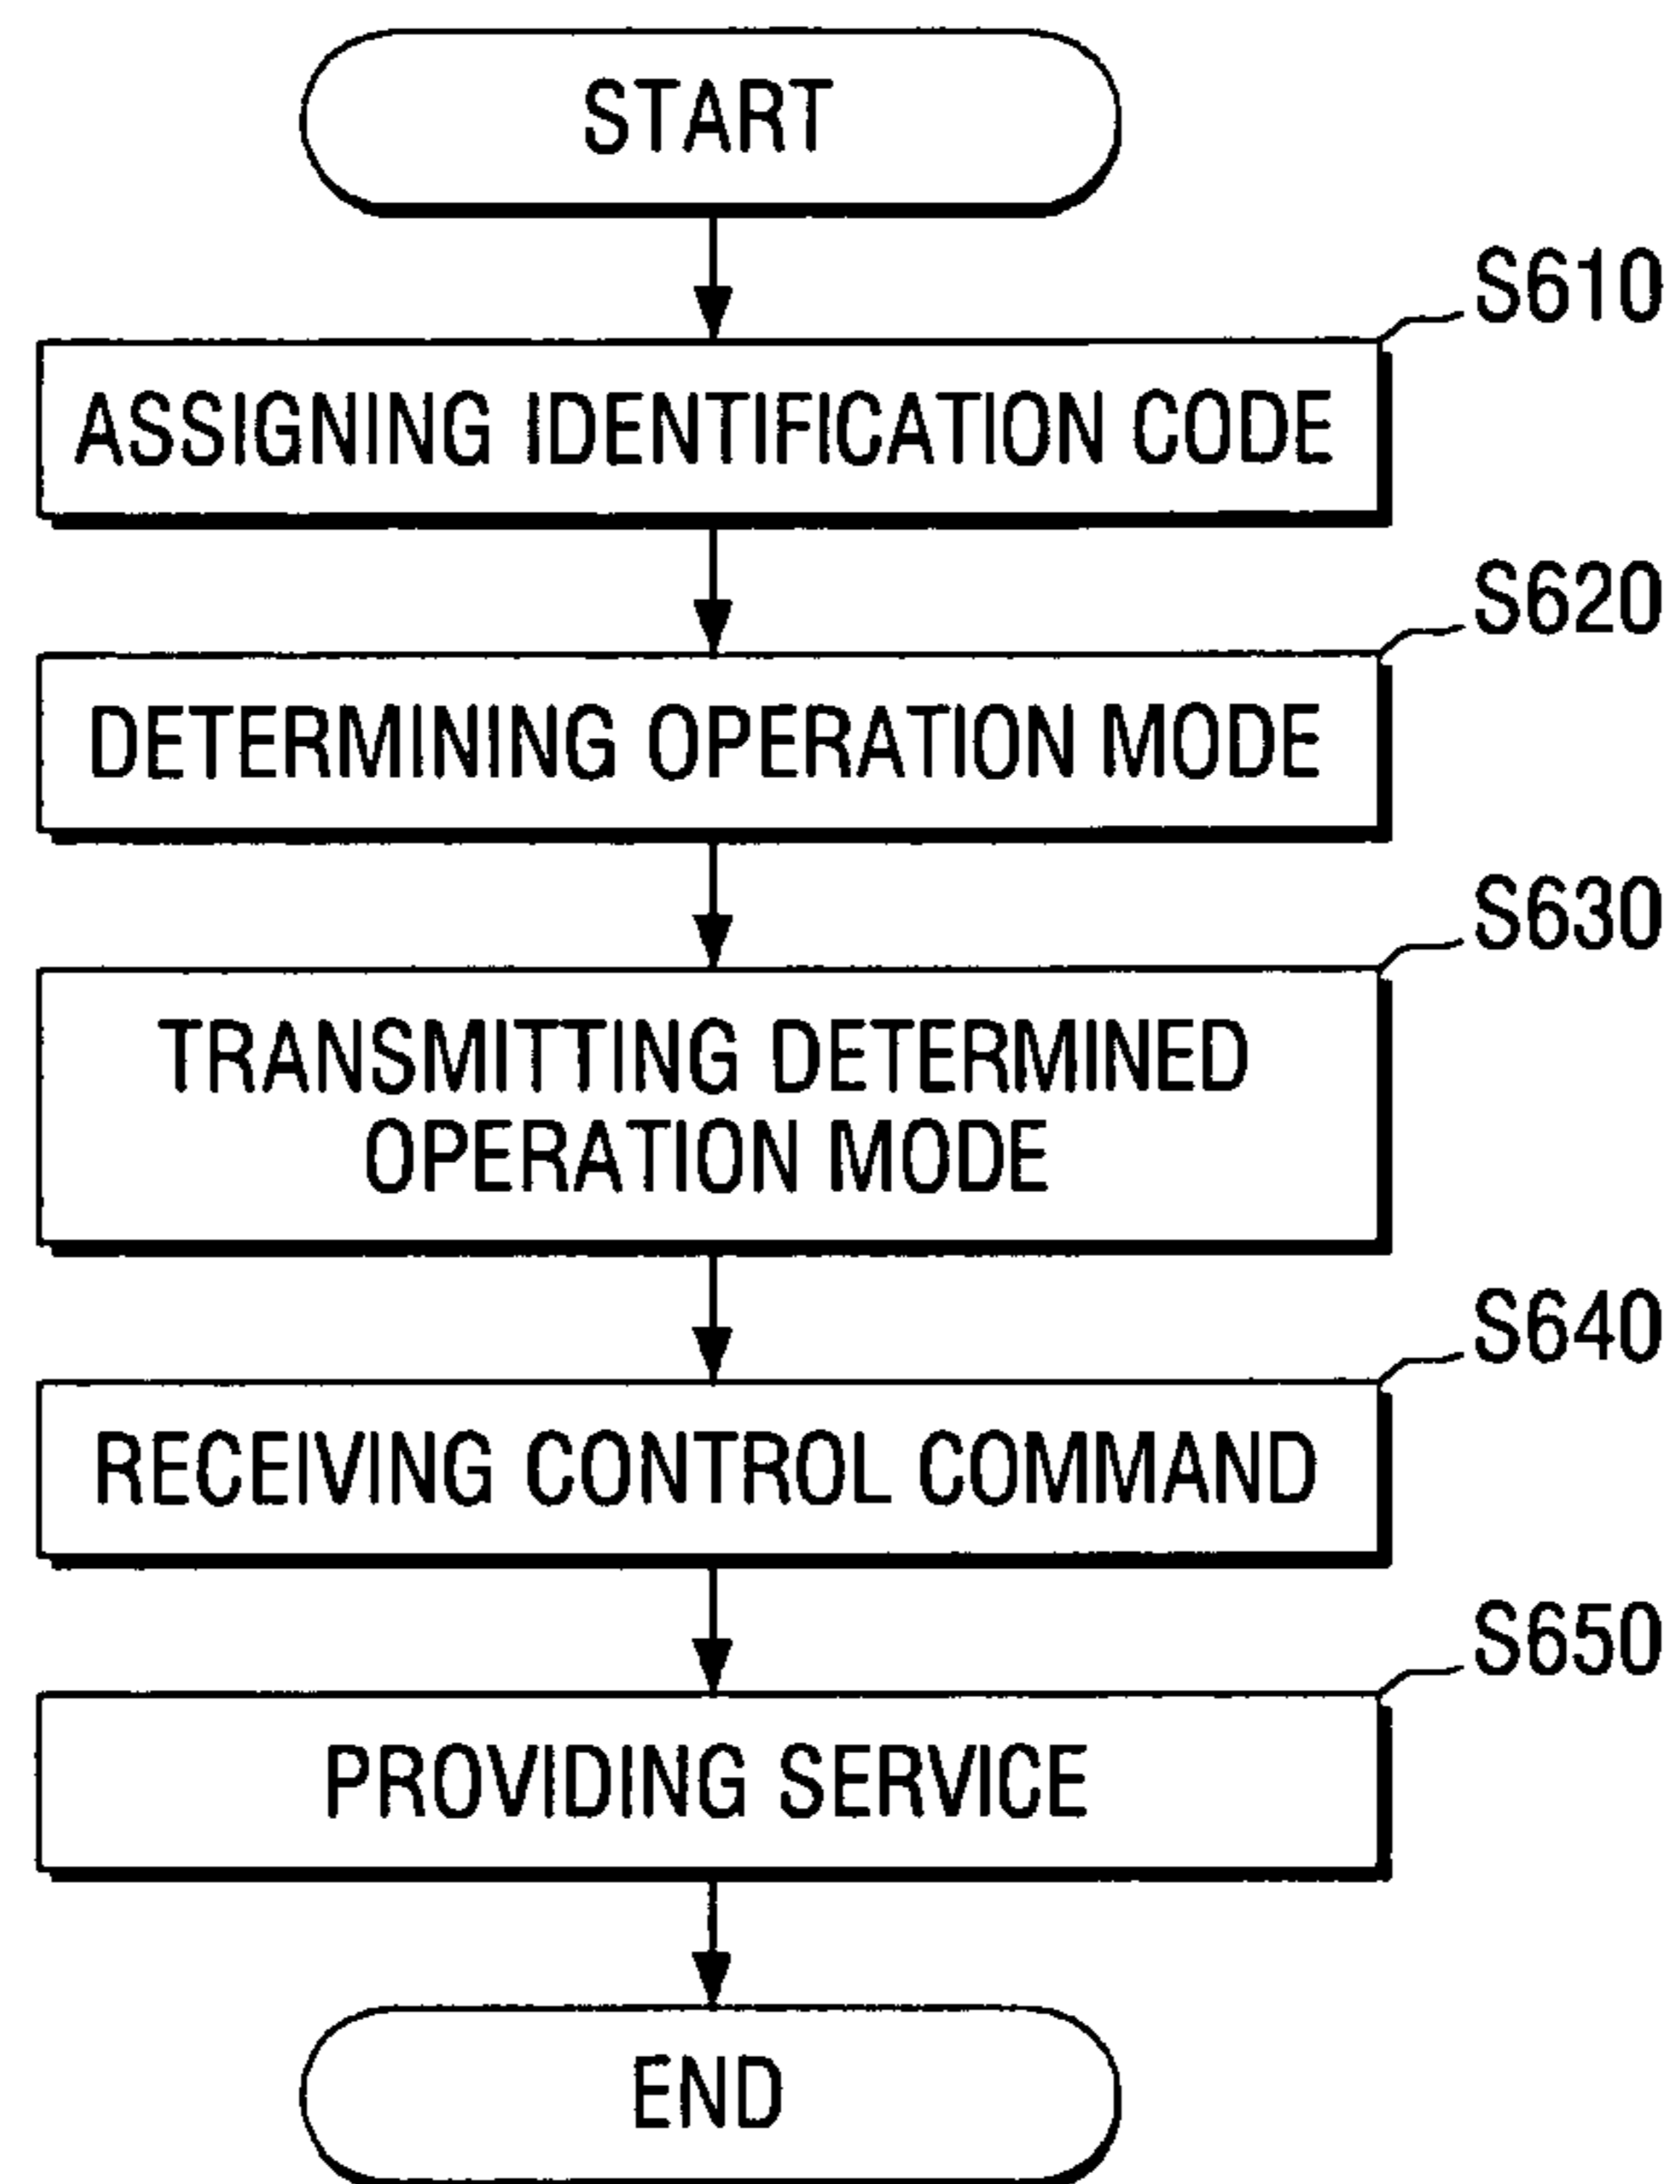 START
S610
ASSIGNING IDENTIFICATION CODE
S620
DETERMINING OPERATION MODE
S630
TRANSMITTING DETERMINED
OPERATION MODE
S640
RECEIVING CONTROL COMMAND
S650
PROVIDING SERVICE
END